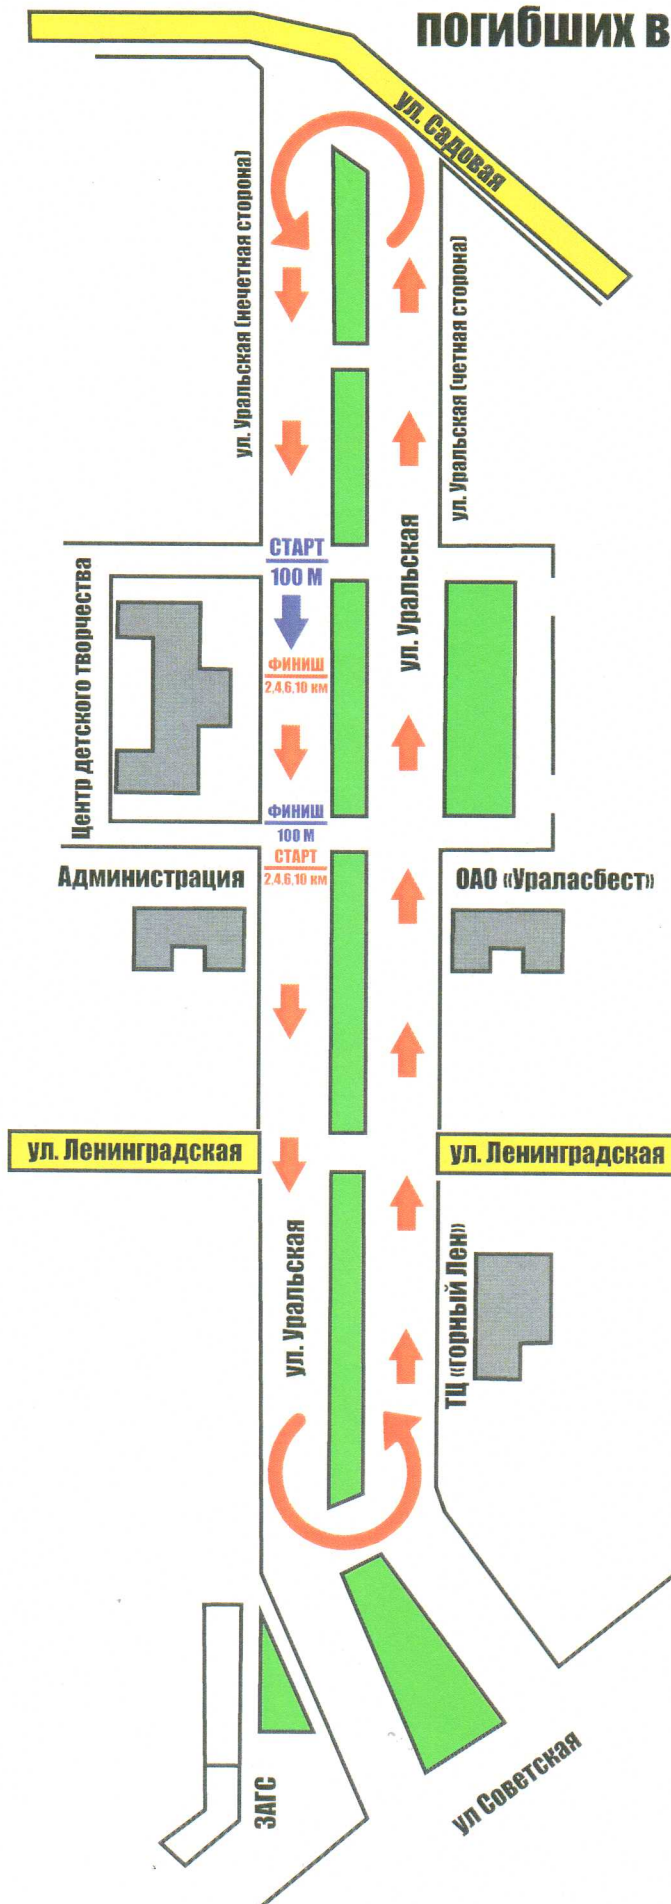 погибших в
ул. Садовая
ул. Уральская (нечетная сторона)
ул. Уральская (четная сторона)
СТАРТ
100 М
ул. Уральская
Центр детского творчества
ФИНИШ
2,4,6,10 км
ФИНИШ
100 М
СТАРТ
2,4,6,10 км
Администрация
ОАО «Ураласбест»
ул. Ленинградская
ул. Ленинградская
ул. Уральская
ТЦ «горный Лен»
ЗАГС
ул Советская